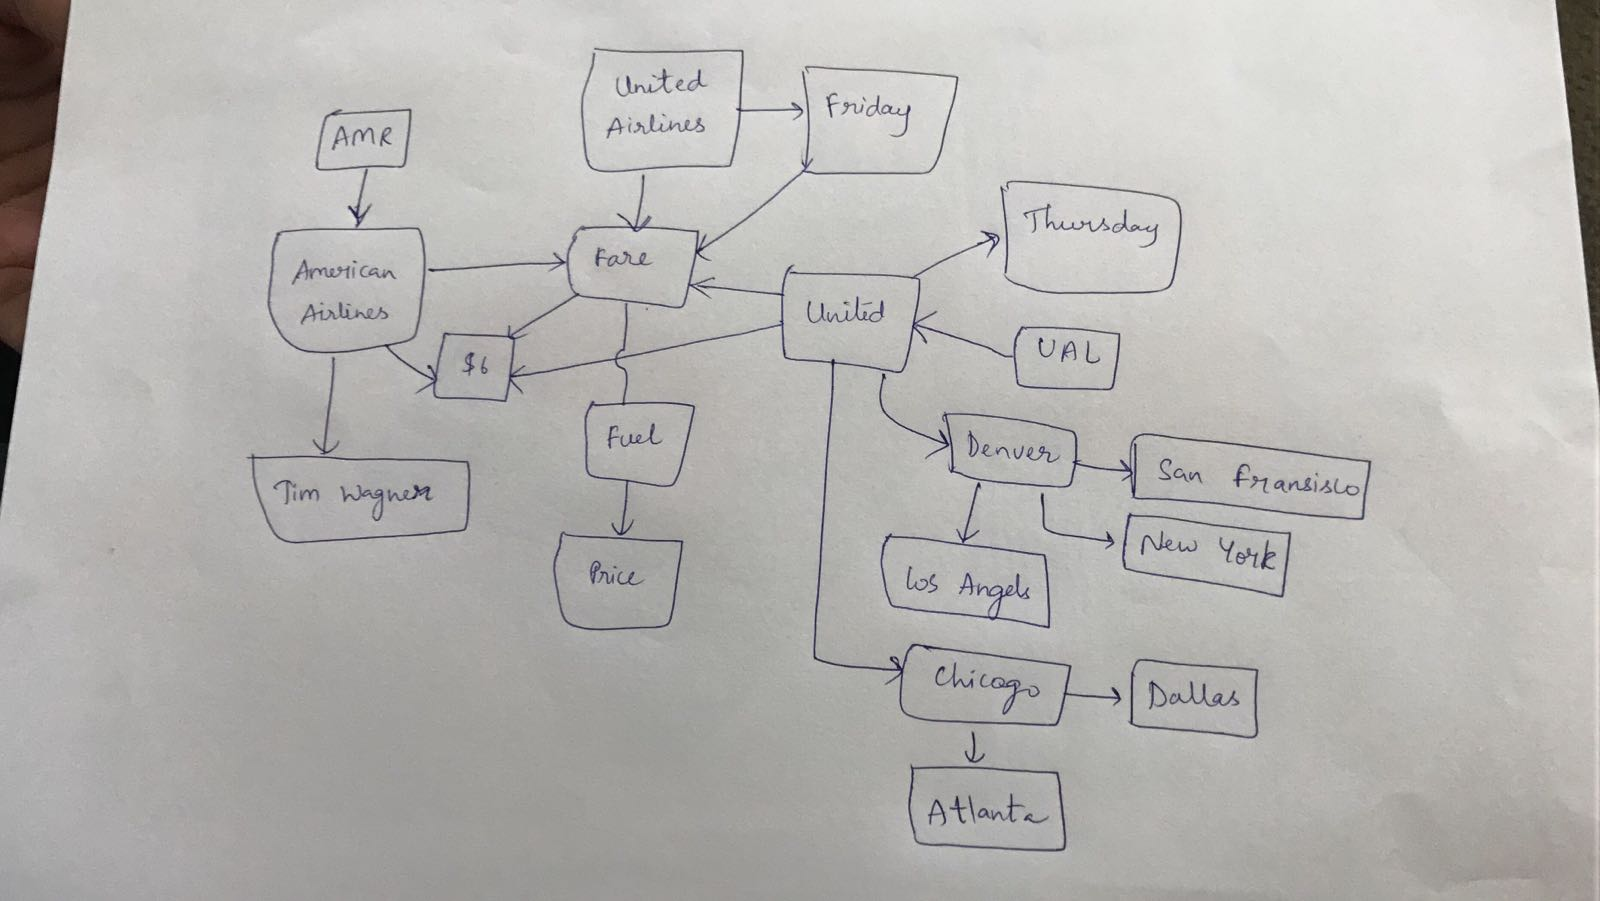 United
Airlines
Friday
AMR
Thursday
Fare
American
Airlines
United
UAL
$6
Fuel
Denver
San Fransisco
Tim Wagner
New York
Price
Los Angels
Chicago
Dallas
Atlanta